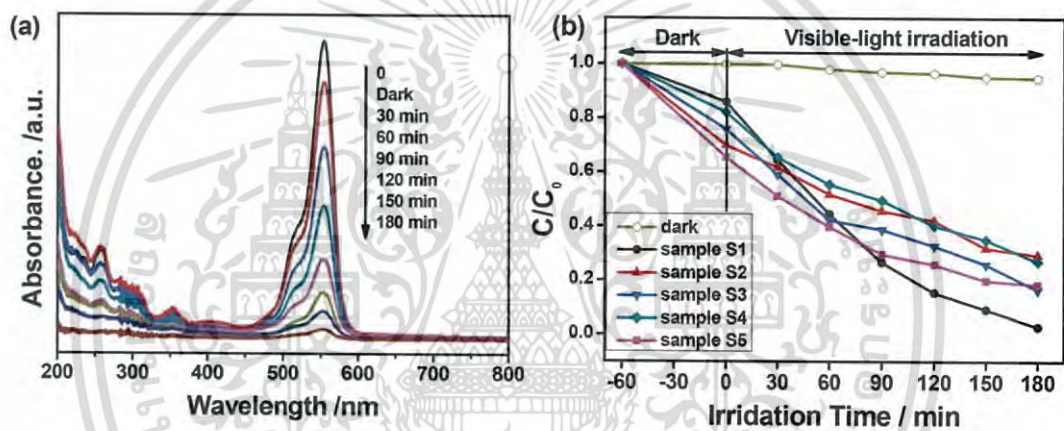 (a)
Absorbance. /a.u.
0
Dark
30 min
60 min
90 min
120 min
150 min
180 min
200 300 400 500 600 700 800
Wavelength /nm
(b)
Dark
Visible-light irradiation
C/C0
1.0
0.8
0.6
0.4
0.2
0.0
dark
sample S1
sample S2
sample S3
sample S4
sample S5
-60 -30 0 30 60 90 120 150 180
Irridation Time / min